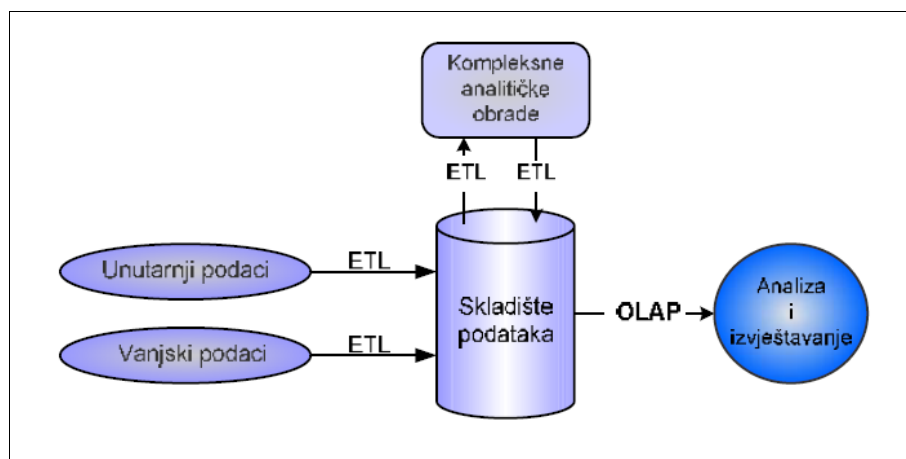 Kompleksne
analitičke
obrade
ETL
ETL
Unutarnji podaci
ETL
Skladište
podataka
OLAP
Analiza
i
izvještavanje
Vanjski podaci
ETL